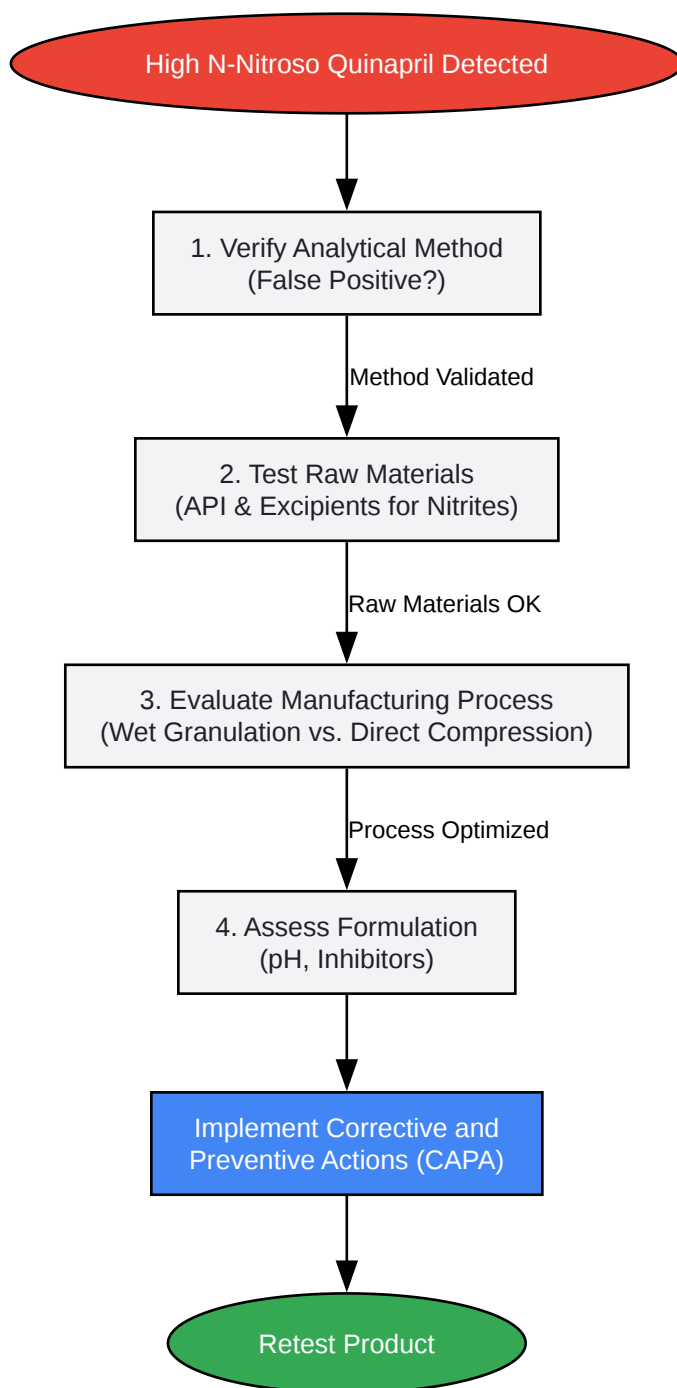 High N-Nitroso Quinapril Detected
1. Verify Analytical Method
(False Positive?)
Method Validated
2. Test Raw Materials
(API & Excipients for Nitrites)
Raw Materials OK
3. Evaluate Manufacturing Process
(Wet Granulation vs. Direct Compression)
Process Optimized
4. Assess Formulation
(pH, Inhibitors)
Implement Corrective and
Preventive Actions (CAPA)
Retest Product